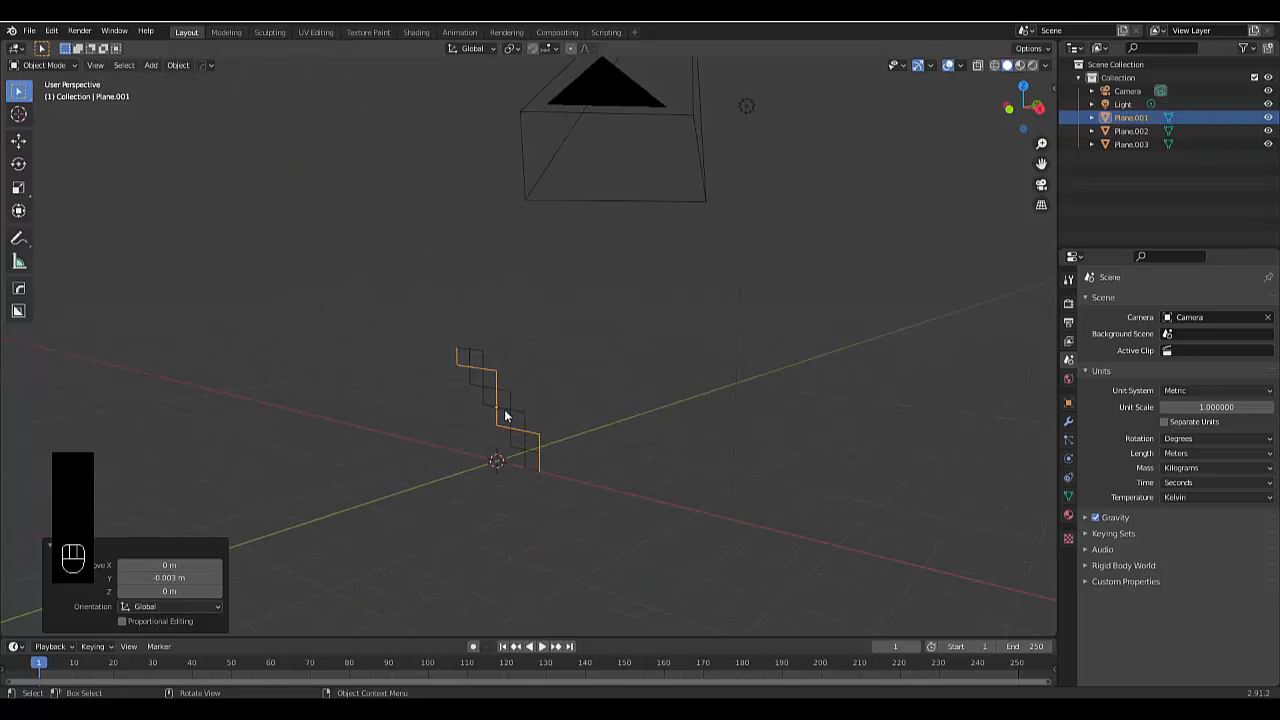 File Edit Render Window Help Layout Modeling Sculpting UV Editing Texture Paint Shading Animation Rendering Compositing Scripting + Scene View Layer
Global Options
Object Mode View Select Add Object
User Perspective
(1) Collection | Plane.001
Scene Collection
Collection
Camera
Light
Plane.001
Plane.002
Plane.003
Scene
Scene
Camera Camera
Background Scene
Active Clip
Units
Unit System Metric
Unit Scale 1.000000
Separate Units
Rotation Degrees
Length Meters
Mass Kilograms
Time Seconds
Temperature Kelvin
Gravity
Keying Sets
Audio
Rigid Body World
Custom Properties
X 0 m
Y -0.003 m
Z 0 m
Orientation Global
Proportional Editing
Playback Keying View Marker 1 Start 1 End 250
1 10 20 30 40 50 60 70 80 90 100 110 120 130 140 150 160 170 180 190 200 210 220 230 240 250
Select Box Select Rotate View Object Context Menu 2.91.2